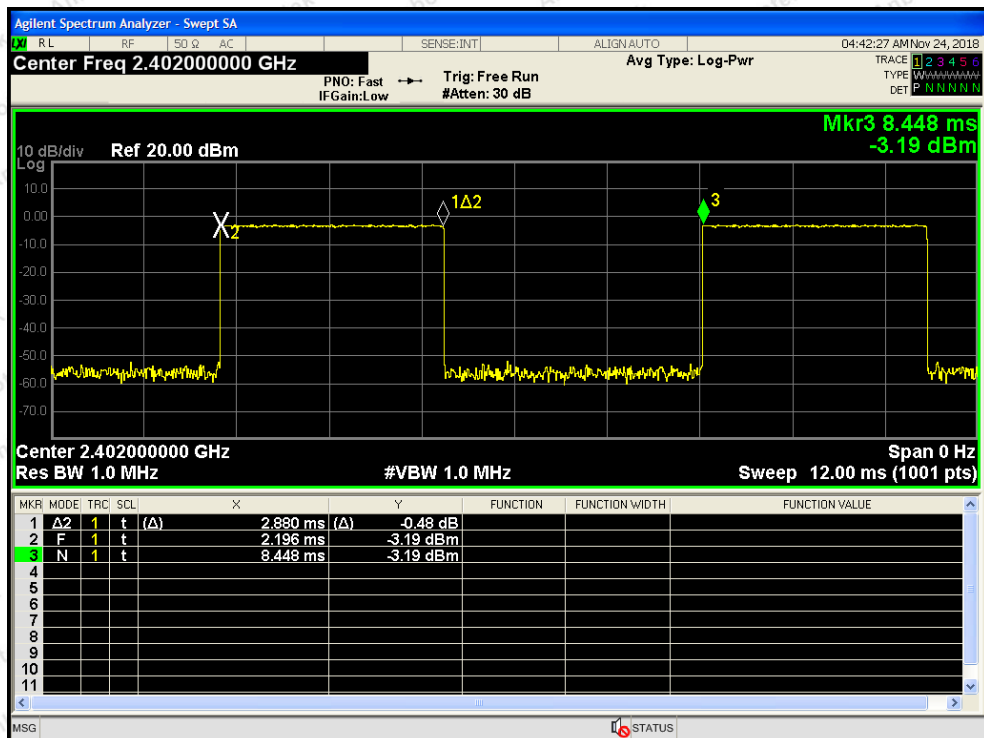 Agilent Spectrum Analyzer - Swept SA
LXI RL RF 50 Ω AC SENSE:INT ALIGN AUTO 04:42:27 AM Nov 24, 2018
Center Freq 2.402000000 GHz Avg Type: Log-Pwr TRACE 1 2 3 4 5 6
PNO: Fast Trig: Free Run TYPE WWWWWW
IFGain:Low #Atten: 30 dB DET P N N N N N
Mkr3 8.448 ms
10 dB/div Ref 20.00 dBm -3.19 dBm
Log
10.0
0.00
-10.0
-20.0
-30.0
-40.0
-50.0
-60.0
-70.0
X2
1Δ2
3
Center 2.402000000 GHz Span 0 Hz
Res BW 1.0 MHz #VBW 1.0 MHz Sweep 12.00 ms (1001 pts)
MKR MODE TRC SCL X Y FUNCTION FUNCTION WIDTH FUNCTION VALUE
1 Δ2 1 t (Δ) 2.880 ms (Δ) -0.48 dB
2 F 1 t 2.196 ms -3.19 dBm
3 N 1 t 8.448 ms -3.19 dBm
4
5
6
7
8
9
10
11
MSG STATUS